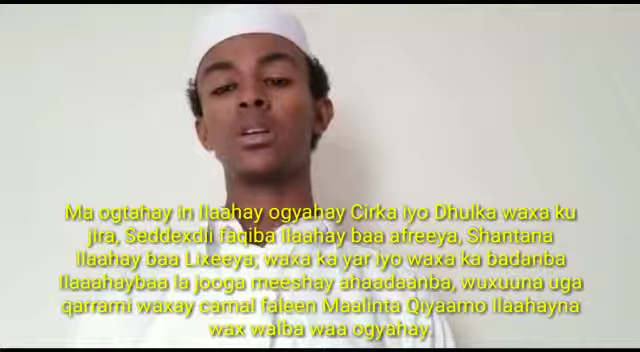 Ma ogtahay in Ilaahay ogyahay Cirka iyo Dhulka waxa ku
jira, Seddexdii faqiba Ilaahay baa afreeya, Shantana
Ilaahay baa Lixeeya, waxa ka yar iyo waxa ka badanba
Ilaaahaybaa la jooga meeshay ahaadaanba, wuxuuna uga
qarrami waxay camal faleen Maalinta Qiyaamo Ilaahayna
wax walba waa ogyahay.